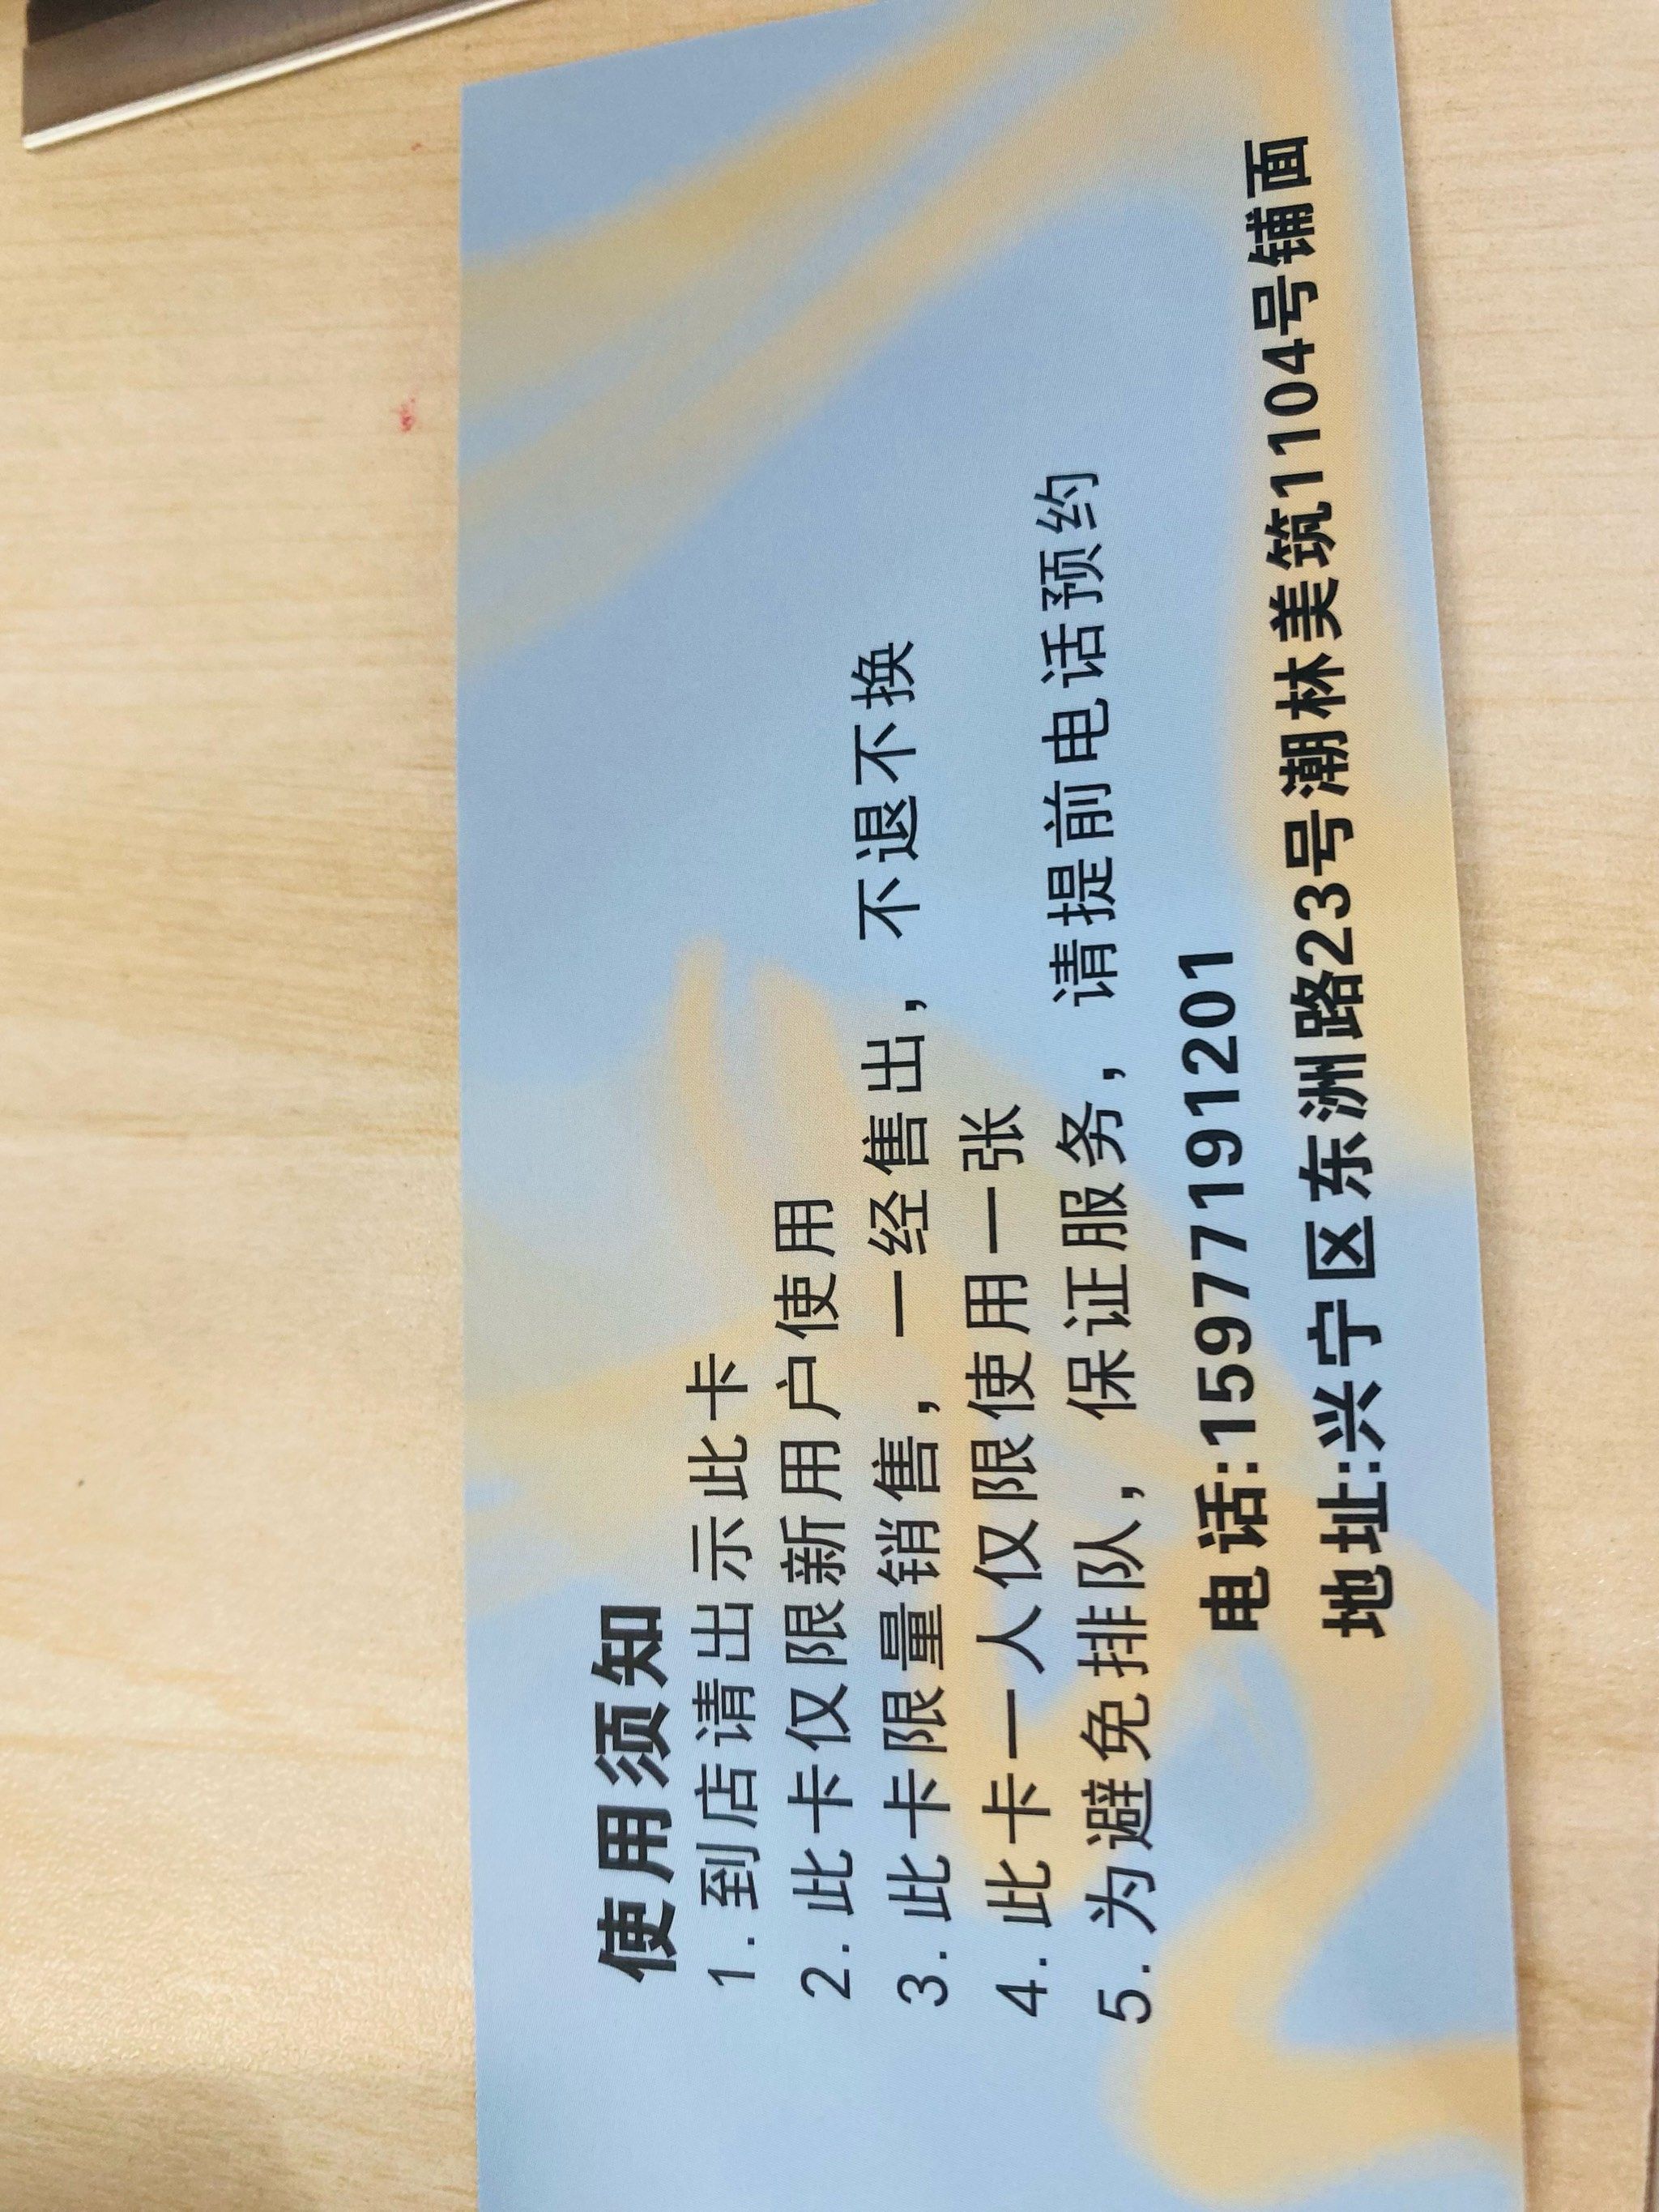 使用须知
1. 到店请出示此卡
2. 此卡仅限新用户使用
3. 此卡限量销售，一经售出，不退不换
4. 此卡一人仅限使用一张
5. 为避免排队，保证服务，请提前电话预约
电话:15977191201
地址:兴宁区东洲路23号潮林美筑1104号铺面